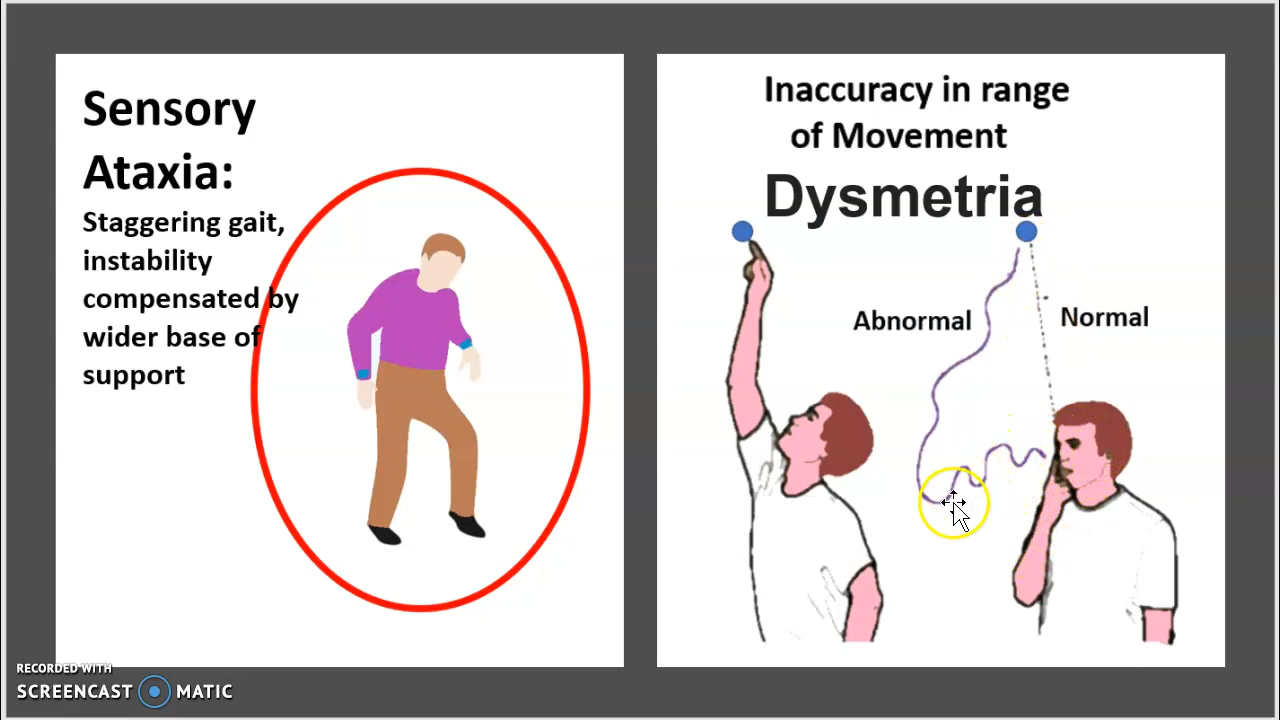 Sensory
Ataxia:
Staggering gait,
instability
compensated by
wider base of
support
Inaccuracy in range
of Movement
Dysmetria
Abnormal
Normal
RECORDED WITH
SCREENCAST MATIC